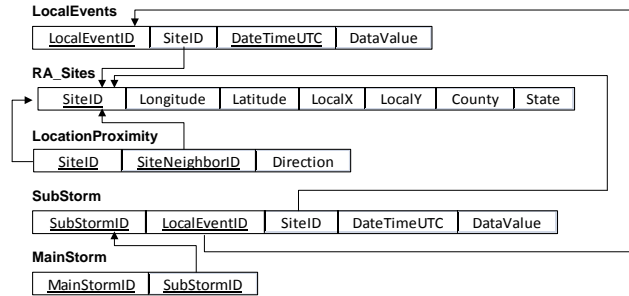 LocalEvents
LocalEventID SiteID DateTimeUTC DataValue
RA_Sites
SiteID Longitude Latitude LocalX LocalY County State
LocationProximity
SiteID SiteNeighborID Direction
SubStorm
SubStormID LocalEventID SiteID DateTimeUTC DataValue
MainStorm
MainStormID SubStormID